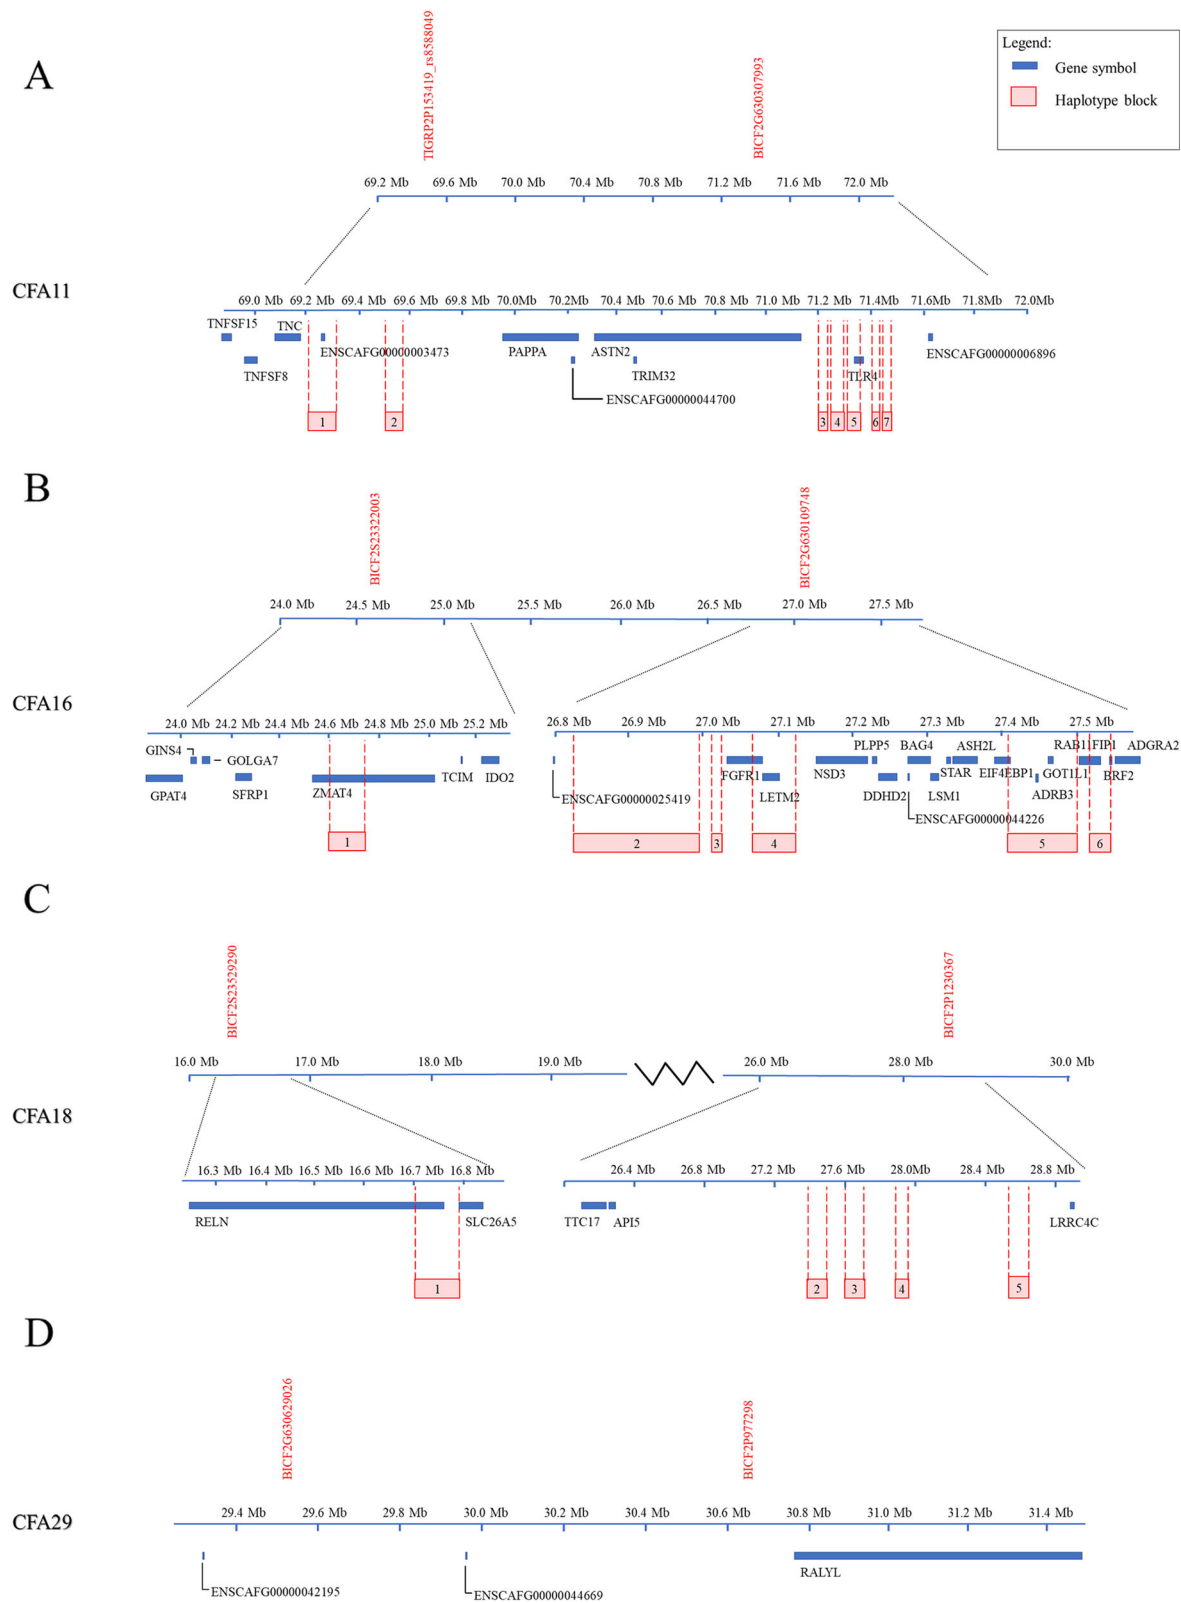 A
TIGRP2P153419_rs8588049
BICF2G630307993
Legend:
Gene symbol
Haplotype block
69.2 Mb 69.6 Mb 70.0 Mb 70.4 Mb 70.8 Mb 71.2 Mb 71.6 Mb 72.0 Mb
CFA11
69.0 Mb 69.2 Mb 69.4 Mb 69.6 Mb 69.8 Mb 70.0Mb 70.2Mb 70.4 Mb 70.6 Mb 70.8 Mb 71.0 Mb 71.2 Mb 71.4 Mb 71.6 Mb 71.8Mb 72.0Mb
TNFSF15 TNC
ENSCAFG00000003473 PAPPA ASTN2 ENSCAFG00000006896
TNFSF8 TRIM32 TLR4
ENSCAFG00000044700
1 2 3 4 5 6 7
B
BICF2S23322003
BICF2G630109748
24.0 Mb 24.5 Mb 25.0 Mb 25.5 Mb 26.0 Mb 26.5 Mb 27.0 Mb 27.5 Mb
CFA16
24.0 Mb 24.2 Mb 24.4 Mb 24.6 Mb 24.8 Mb 25.0 Mb 25.2 Mb 26.8 Mb 26.9 Mb 27.0 Mb 27.1 Mb 27.2 Mb 27.3 Mb 27.4 Mb 27.5 Mb
GINS4 GOLGA7 PLPP5 BAG4 ASH2L RAB11FIP1 ADGRA2
GPAT4 SFRP1 ZMAT4 TCIM IDO2 FGFR1 NSD3 STAR EIF4EBP1 GOT1L1 BRF2
ENSCAFG00000025419 LETM2 DDHD2 LSM1 ADRB3
ENSCAFG00000044226
1 2 3 4 5 6
C
BICF2S23529290
BICF2P1230367
16.0 Mb 17.0 Mb 18.0 Mb 19.0 Mb 26.0 Mb 28.0 Mb 30.0 Mb
CFA18
16.3 Mb 16.4 Mb 16.5 Mb 16.6 Mb 16.7 Mb 16.8 Mb 26.4 Mb 26.8 Mb 27.2 Mb 27.6 Mb 28.0Mb 28.4 Mb 28.8 Mb
RELN SLC26A5 TTC17 API5 LRRC4C
1 2 3 4 5
D
BICF2G630629026
BICF2P977298
CFA29
29.4 Mb 29.6 Mb 29.8 Mb 30.0 Mb 30.2 Mb 30.4 Mb 30.6 Mb 30.8 Mb 31.0 Mb 31.2 Mb 31.4 Mb
RALYL
ENSCAFG00000042195 ENSCAFG00000044669